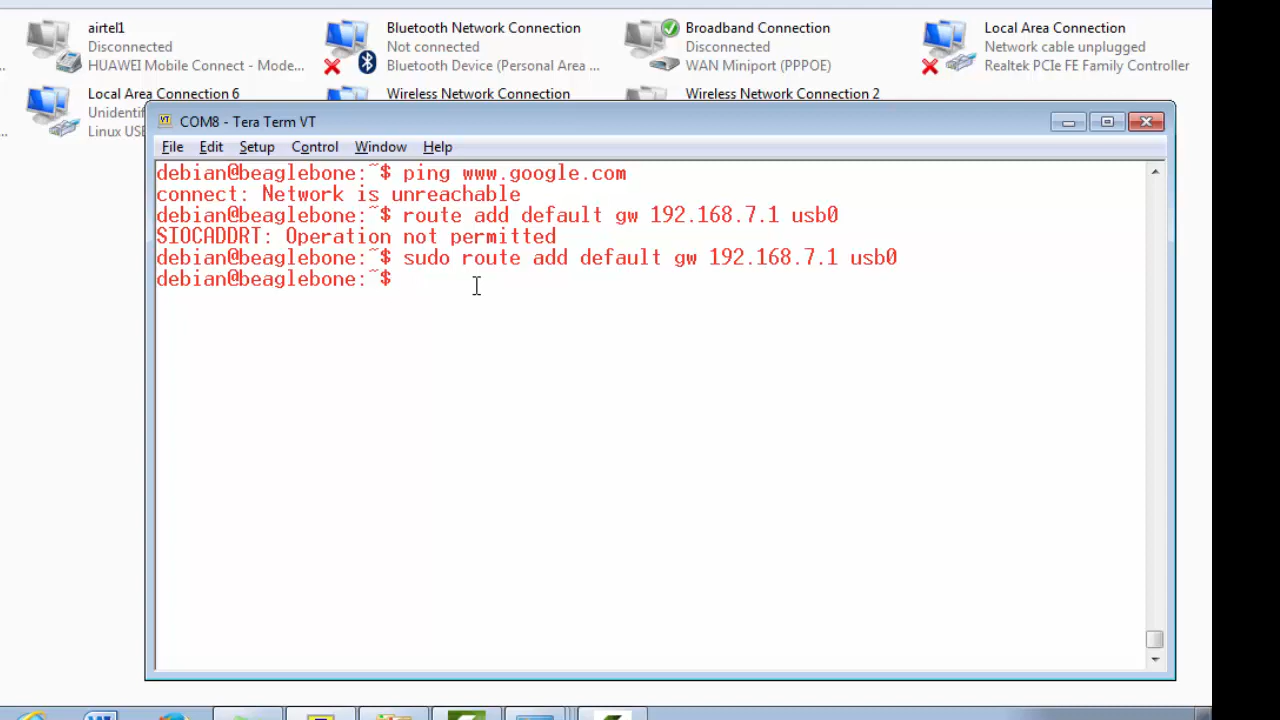 airtel1
Disconnected
HUAWEI Mobile Connect - Mode...
Bluetooth Network Connection
Not connected
Bluetooth Device (Personal Area ...
Broadband Connection
Disconnected
WAN Miniport (PPPOE)
Local Area Connection
Network cable unplugged
Realtek PCIe FE Family Controller
Local Area Connection 6
Unidentif
Linux USB
Wireless Network Connection
Wireless Network Connection 2
COM8 - Tera Term VT
File Edit Setup Control Window Help
debian@beaglebone:~$ ping www.google.com
connect: Network is unreachable
debian@beaglebone:~$ route add default gw 192.168.7.1 usb0
SIOCADDRT: Operation not permitted
debian@beaglebone:~$ sudo route add default gw 192.168.7.1 usb0
debian@beaglebone:~$